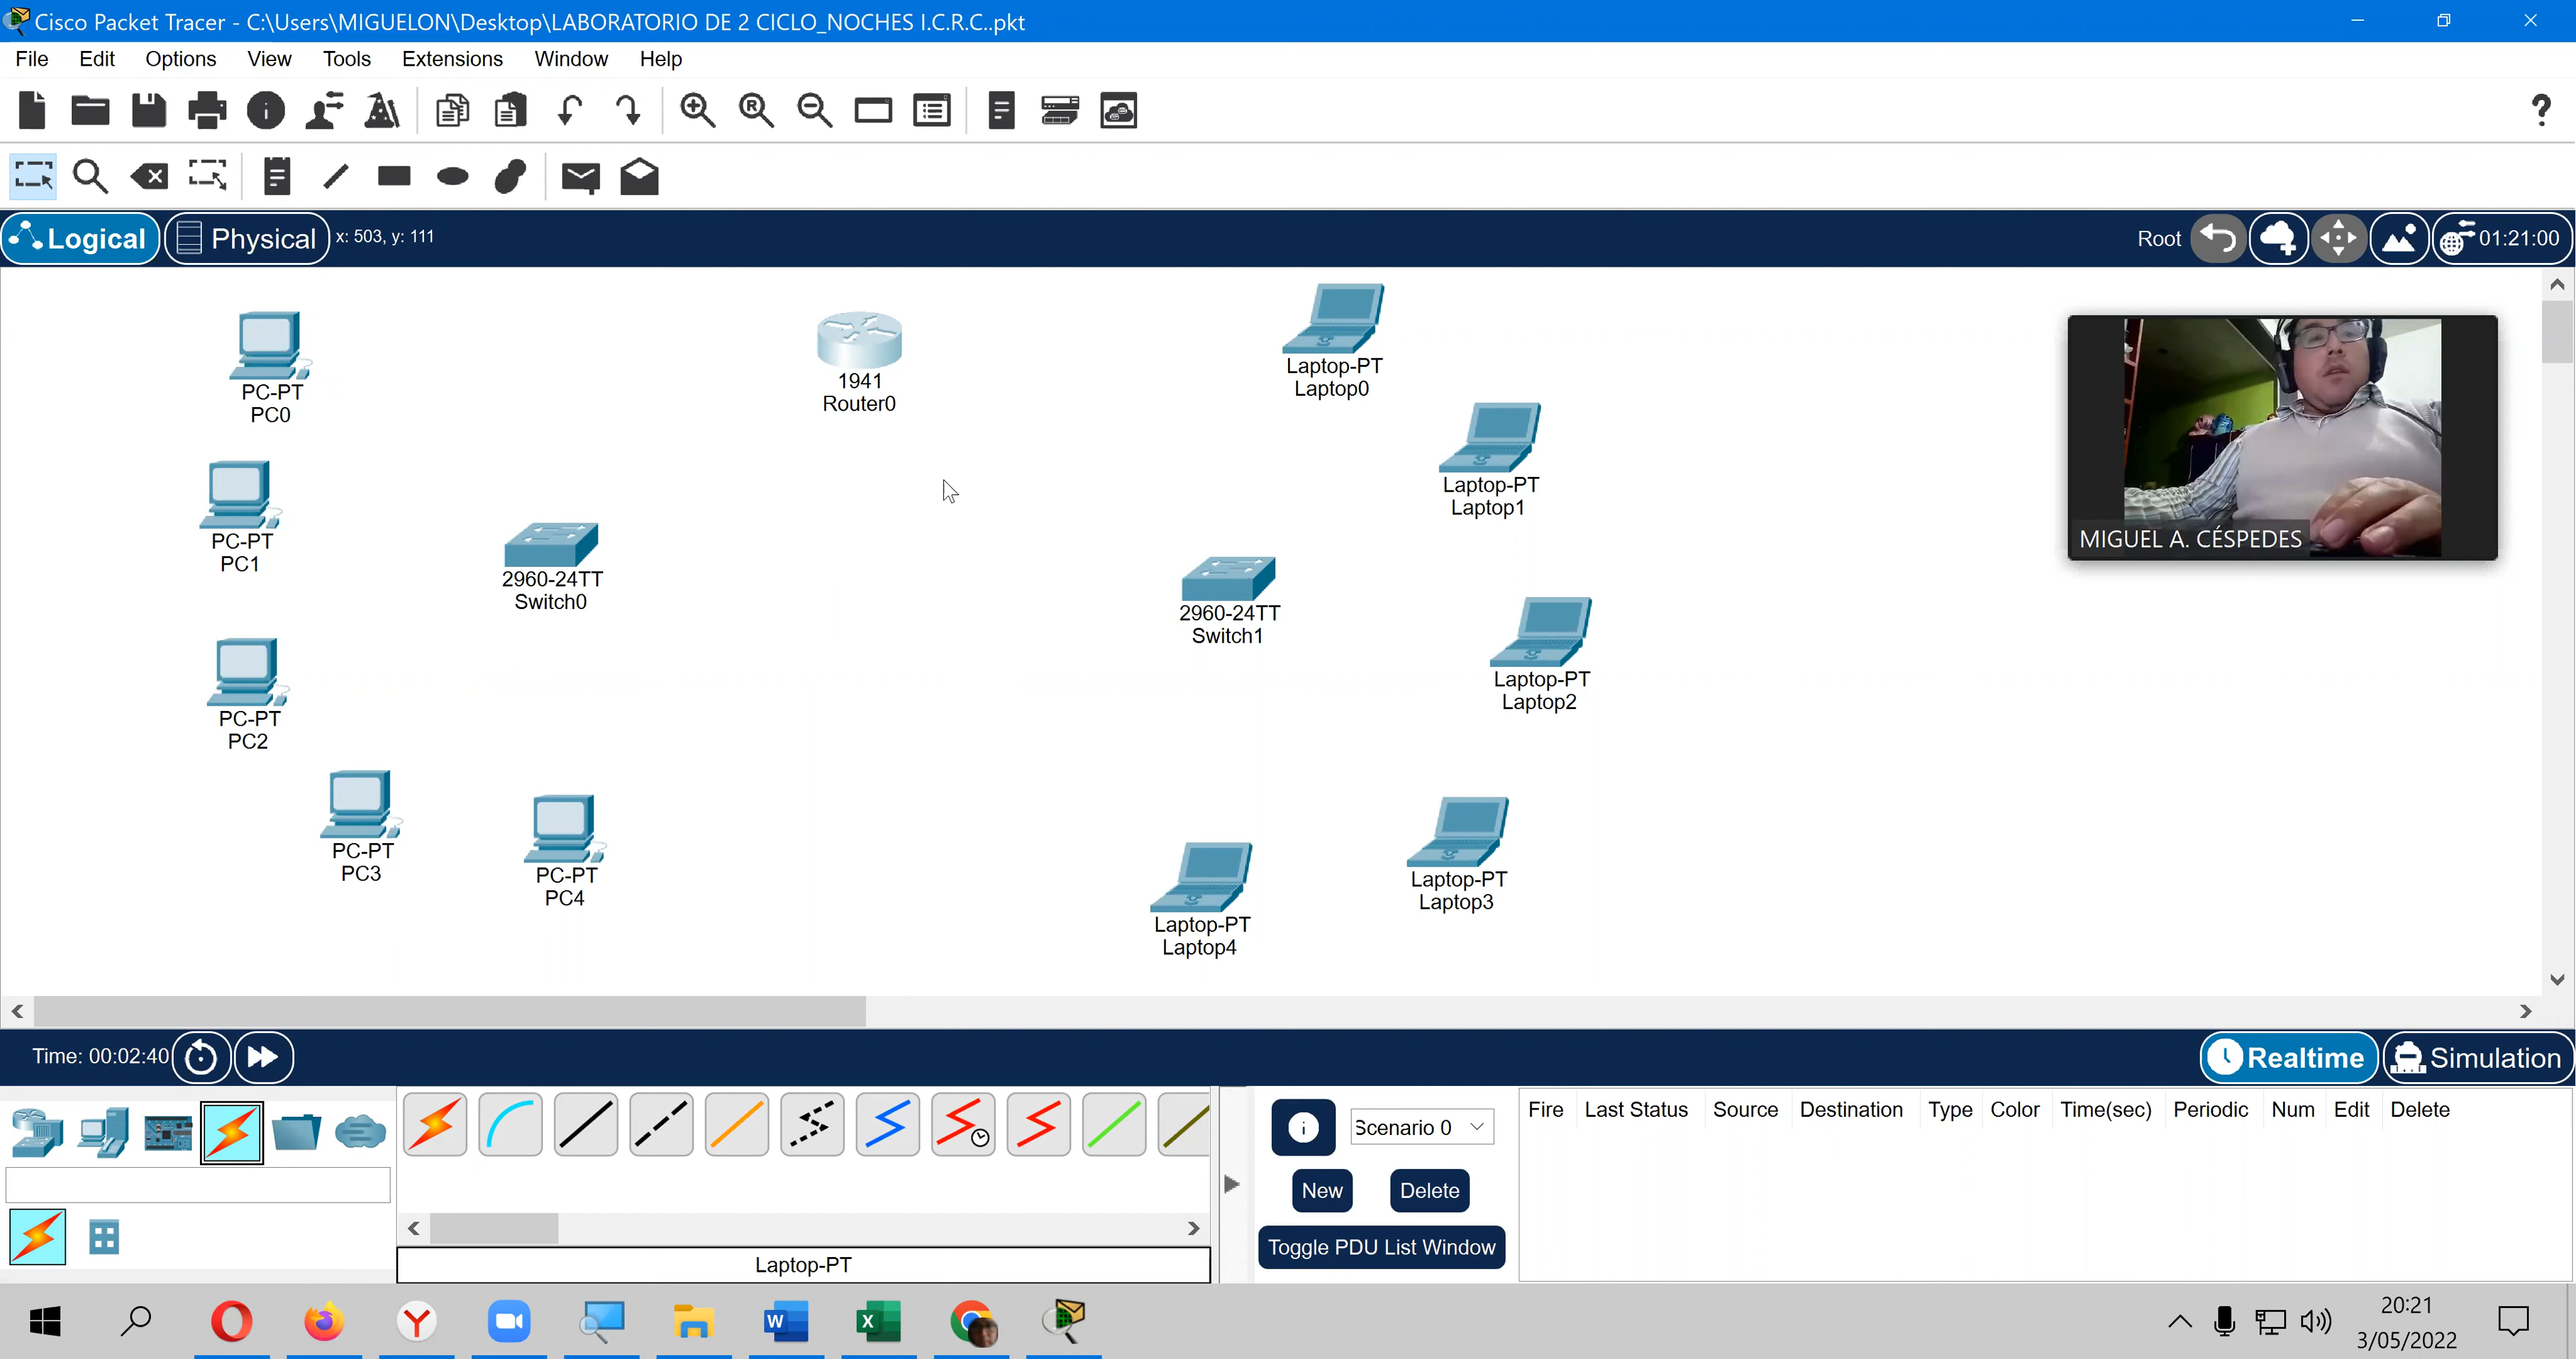 Cisco Packet Tracer - C:\Users\MIGUELON\Desktop\LABORATORIO DE 2 CICLO_NOCHES I.C.R.C..pkt
File Edit Options View Tools Extensions Window Help
Logical Physical x: 503, y: 111 Root 01:21:00
PC-PT
PC0
1941
Router0
Laptop-PT
Laptop0
Laptop-PT
Laptop1
PC-PT
PC1
MIGUEL A. CÉSPEDES
2960-24TT
Switch0
2960-24TT
Switch1
Laptop-PT
Laptop2
PC-PT
PC2
PC-PT
PC3
PC-PT
PC4
Laptop-PT
Laptop3
Laptop-PT
Laptop4
Time: 00:02:40 Realtime Simulation
Scenario 0
Fire Last Status Source Destination Type Color Time(sec) Periodic Num Edit Delete
New Delete
Toggle PDU List Window
Laptop-PT
20:21
3/05/2022